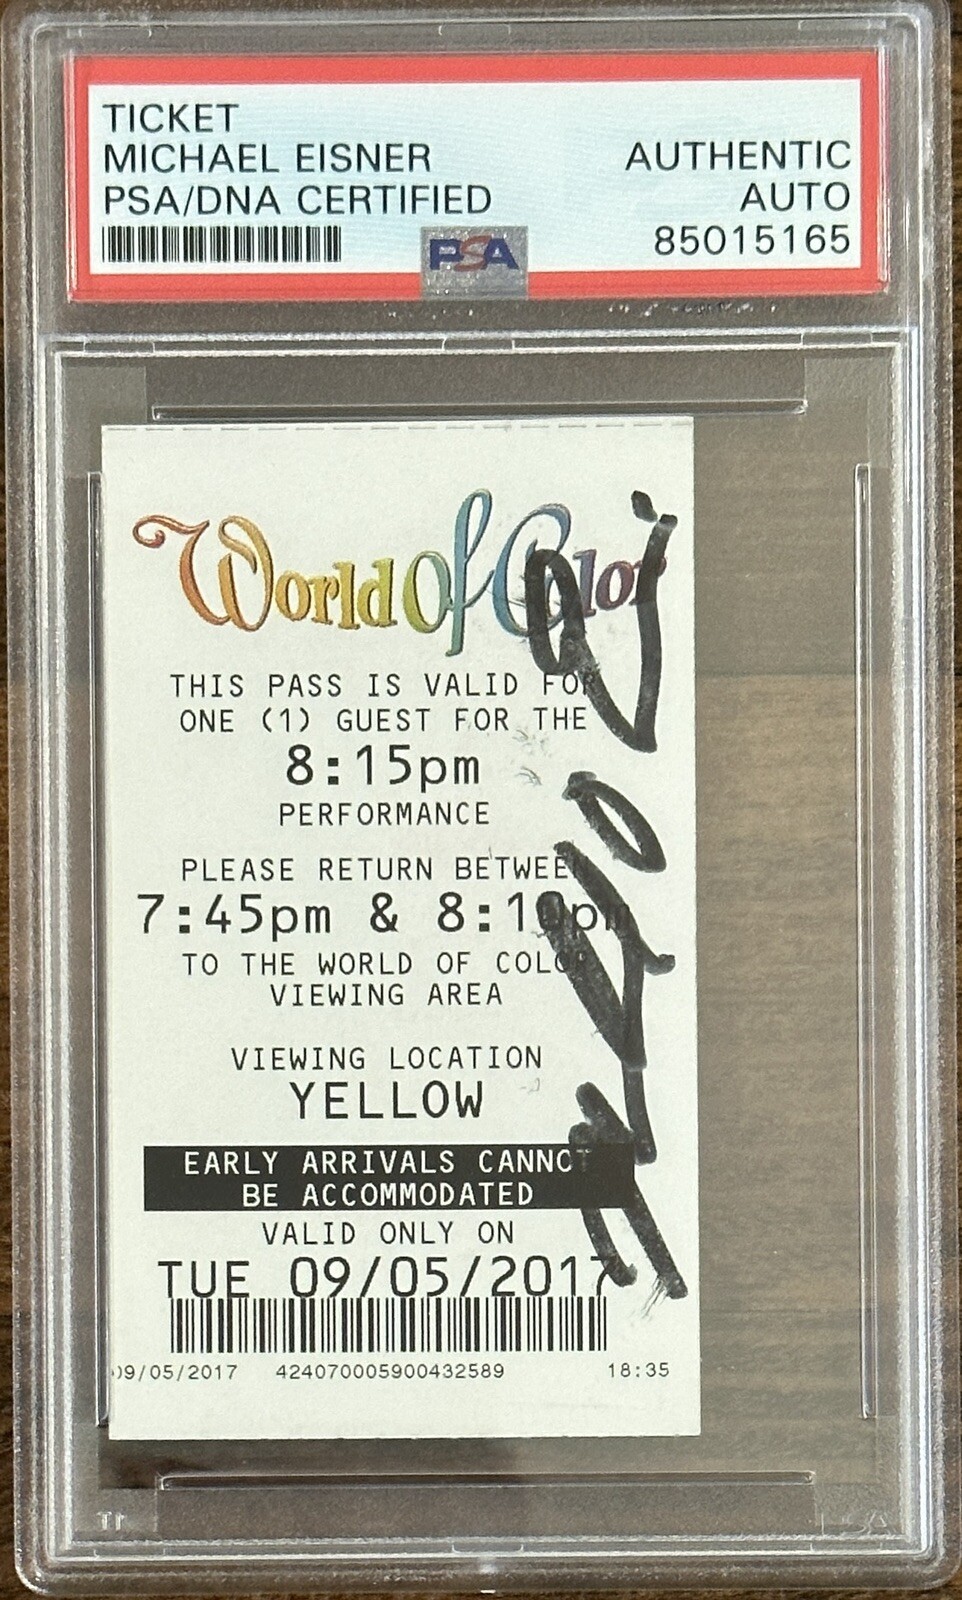 TICKET
MICHAEL EISNER
PSA/DNA CERTIFIED
AUTHENTIC
AUTO
85015165
PSA
World Of Color
THIS PASS IS VALID FOR
ONE (1) GUEST FOR THE
8:15pm
PERFORMANCE
PLEASE RETURN BETWEEN
7:45pm & 8:10pm
TO THE WORLD OF COLOR
VIEWING AREA
VIEWING LOCATION
YELLOW
EARLY ARRIVALS CANNOT
BE ACCOMMODATED
VALID ONLY ON
TUE 09/05/2017
09/05/2017 424070005900432589 18:35
PSA